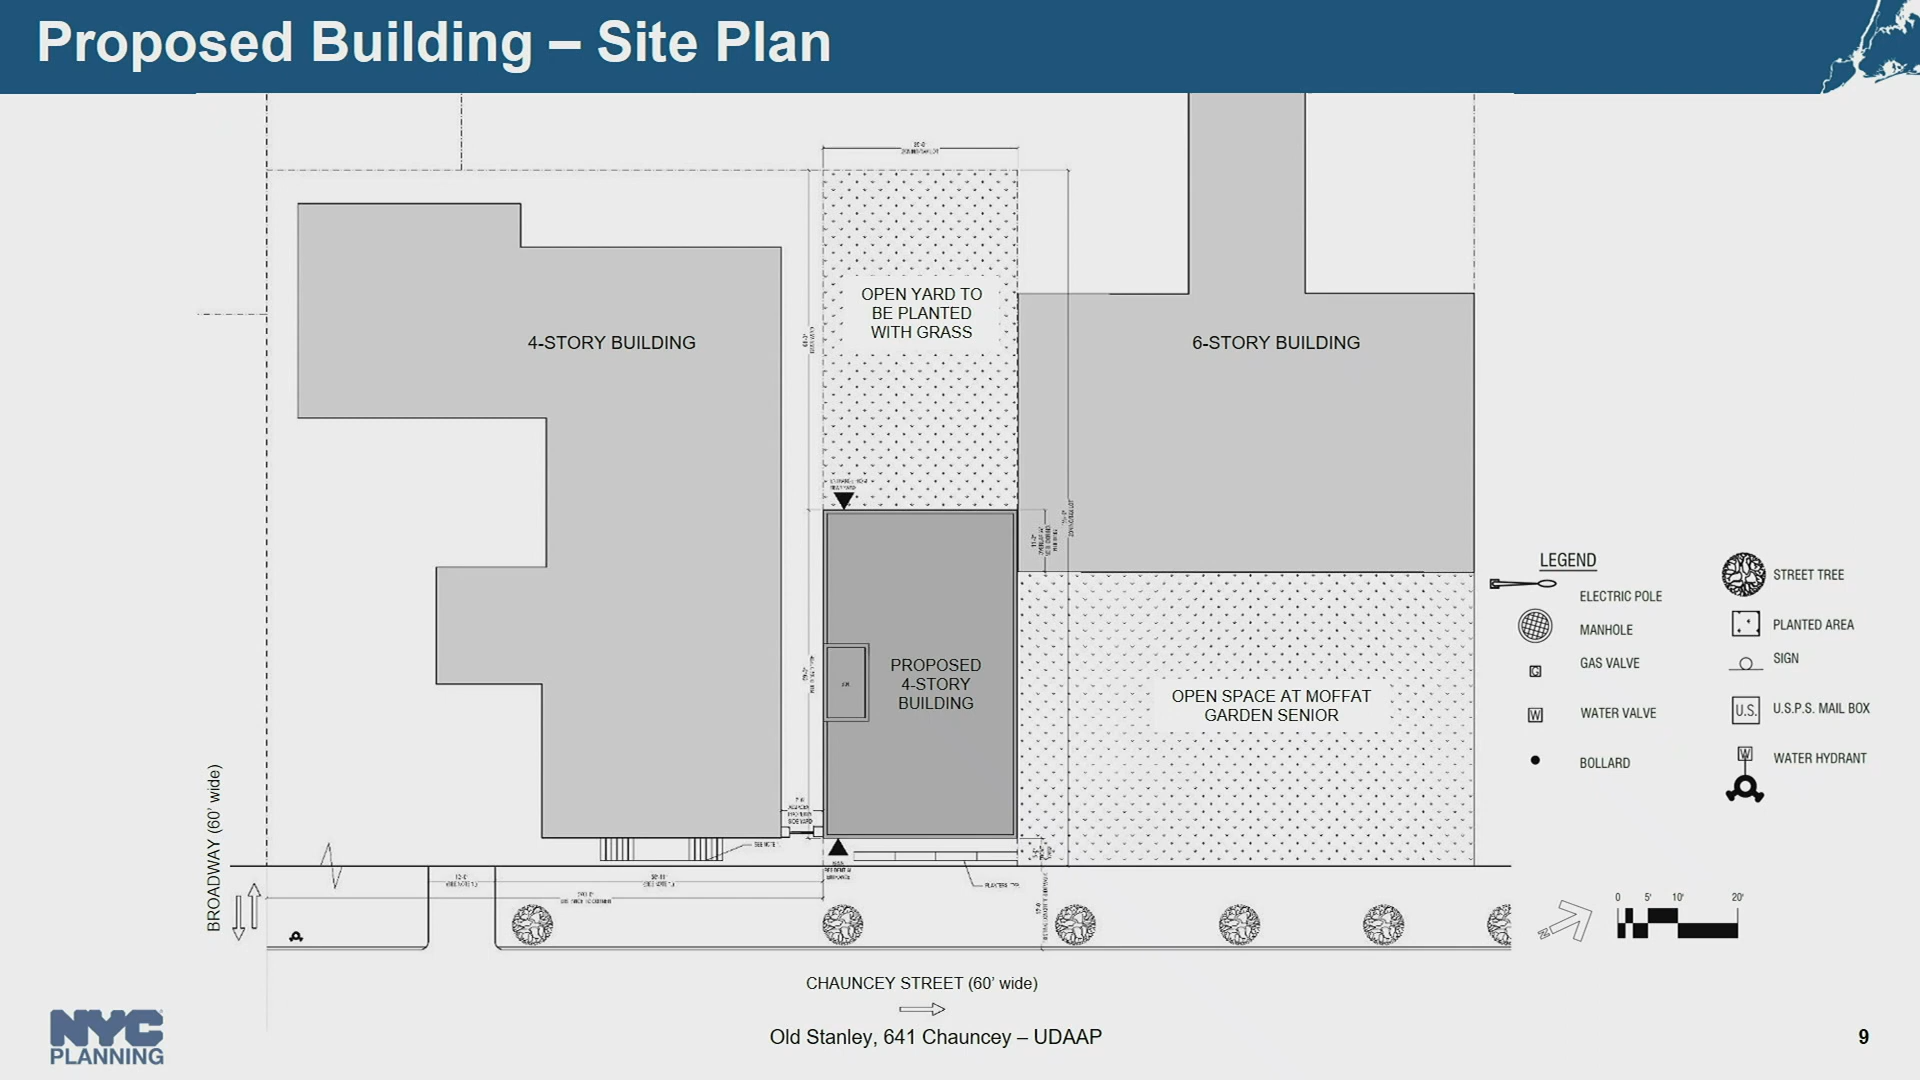 Proposed Building – Site Plan
OPEN YARD TO
BE PLANTED
WITH GRASS
4-STORY BUILDING
6-STORY BUILDING
PROPOSED
4-STORY
BUILDING
OPEN SPACE AT MOFFAT
GARDEN SENIOR
LEGEND
ELECTRIC POLE
MANHOLE
GAS VALVE
G
WATER VALVE
W
BOLLARD
STREET TREE
PLANTED AREA
SIGN
U.S.P.S. MAIL BOX
U.S.
WATER HYDRANT
W
BROADWAY (60' wide)
N
0 5' 10' 20'
CHAUNCEY STREET (60' wide)
Old Stanley, 641 Chauncey – UDAAP
NYC
PLANNING
9